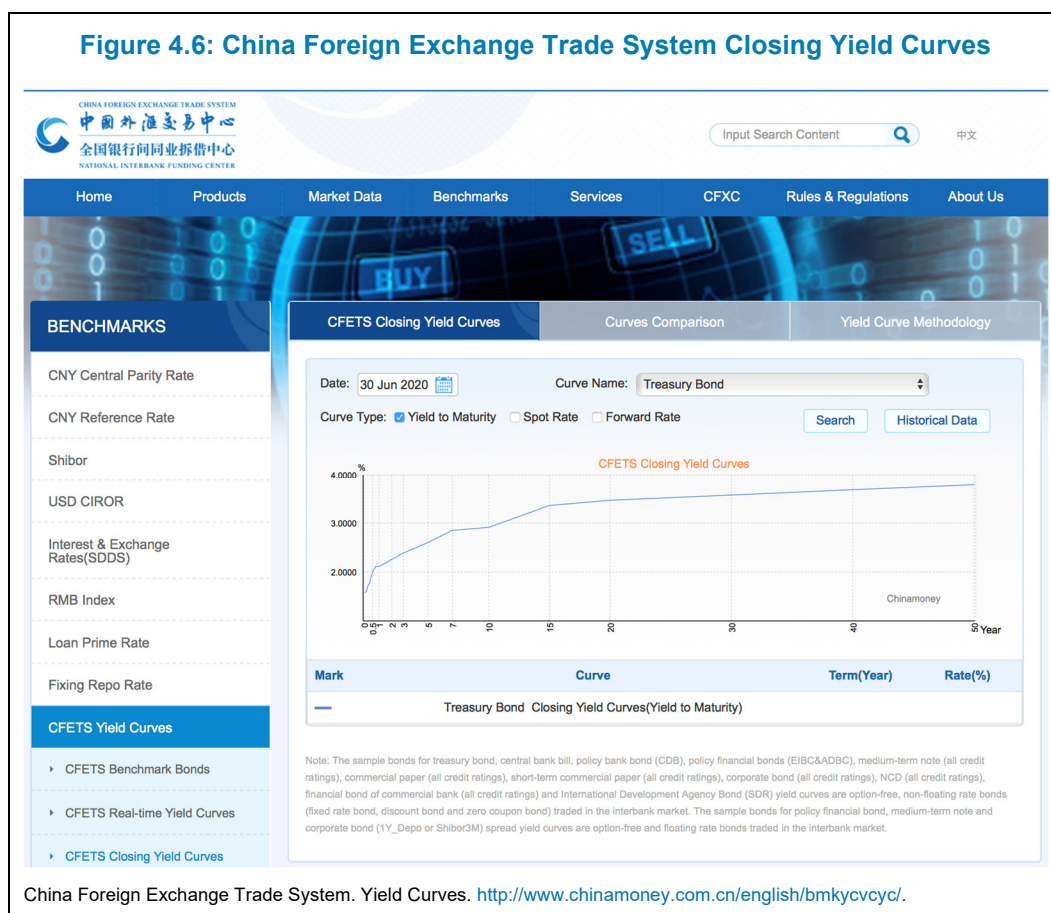 Figure 4.6: China Foreign Exchange Trade System Closing Yield Curves
CHINA FOREIGN EXCHANGE TRADE SYSTEM
中国外汇交易中心
全国银行间同业拆借中心
NATIONAL INTERBANK FUNDING CENTER
Input Search Content
中文
Home Products Market Data Benchmarks Services CFXC Rules & Regulations About Us
BUY
SELL
BENCHMARKS
CNY Central Parity Rate
CNY Reference Rate
Shibor
USD CIROR
Interest & Exchange
Rates(SDDS)
RMB Index
Loan Prime Rate
Fixing Repo Rate
CFETS Yield Curves
CFETS Benchmark Bonds
CFETS Real-time Yield Curves
CFETS Closing Yield Curves
CFETS Closing Yield Curves Curves Comparison Yield Curve Methodology
Date: 30 Jun 2020 Curve Name: Treasury Bond
Curve Type: Yield to Maturity Spot Rate Forward Rate Search Historical Data
CFETS Closing Yield Curves
%
4.0000
3.0000
2.0000
Chinamoney
0 0.5 1 2 3 5 7 10 15 20 30 40 50 Year
Mark Curve Term(Year) Rate(%)
Treasury Bond Closing Yield Curves(Yield to Maturity)
Note: The sample bonds for treasury bond, central bank bill, policy bank bond (CDB), policy financial bonds (EIBC&ADBC), medium-term note (all credit
ratings), commercial paper (all credit ratings), short-term commercial paper (all credit ratings), corporate bond (all credit ratings), NCD (all credit ratings),
financial bond of commercial bank (all credit ratings) and International Development Agency Bond (SDR) yield curves are option-free, non-floating rate bonds
(fixed rate bond, discount bond and zero coupon bond) traded in the interbank market. The sample bonds for policy financial bond, medium-term note and
corporate bond (1Y_Depo or Shibor3M) spread yield curves are option-free and floating rate bonds traded in the interbank market.
China Foreign Exchange Trade System. Yield Curves. http://www.chinamoney.com.cn/english/bmkycvcyc/.